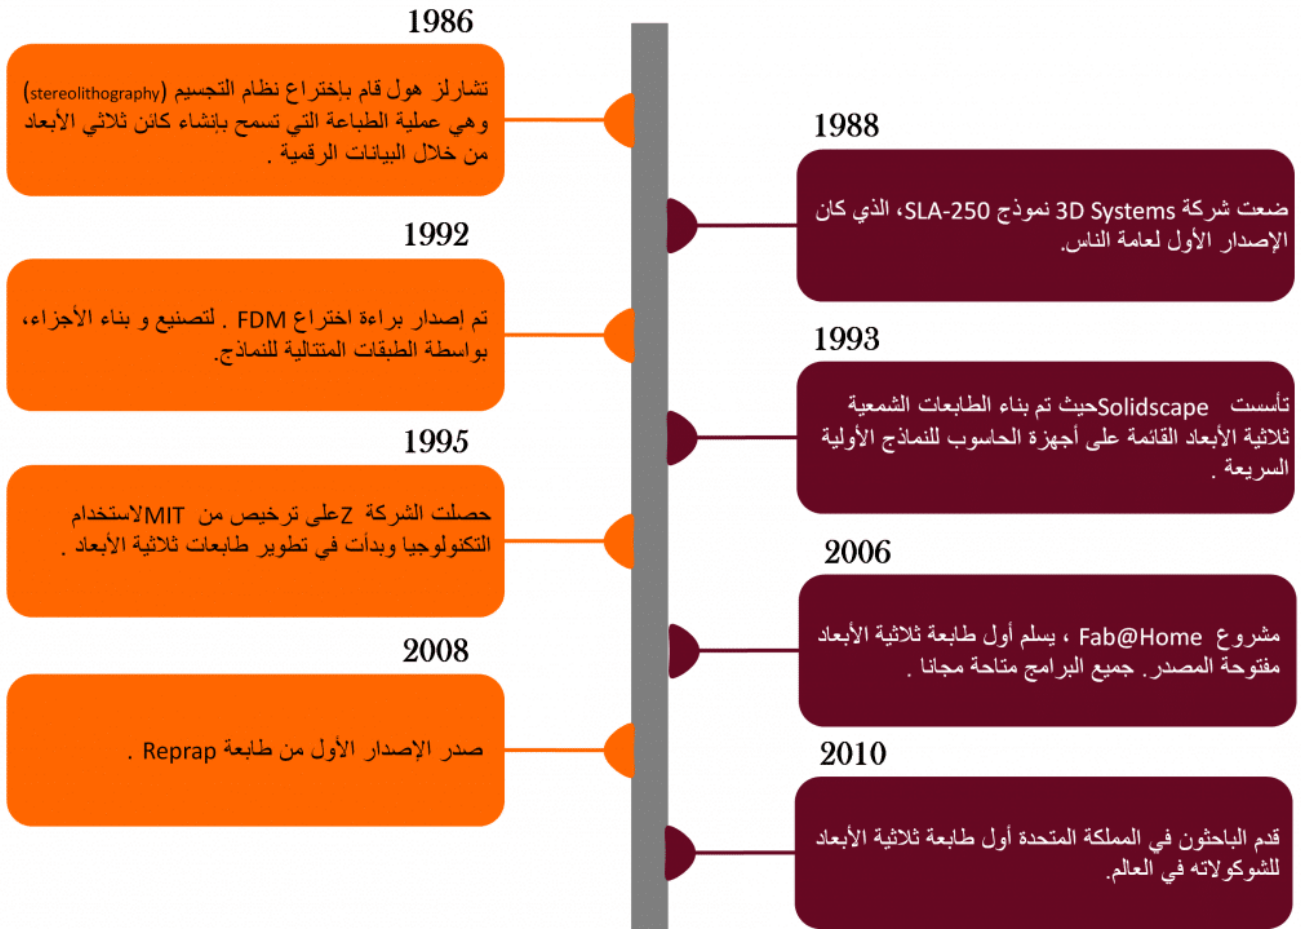 1986
تشارلز هول قام بإختراع نظام التجسيم (stereolithography)
وهي عملية الطباعة التي تسمح بإنشاء كائن ثلاثي الأبعاد
من خلال البيانات الرقمية .
1988
ضعت شركة 3D Systems نموذج SLA-250، الذي كان
الإصدار الأول لعامة الناس.
1992
تم إصدار براءة اختراع FDM . لتصنيع و بناء الأجزاء،
بواسطة الطبقات المتتالية للنماذج.
1993
تأسست Solidscapeحيث تم بناء الطابعات الشمعية
ثلاثية الأبعاد القائمة على أجهزة الحاسوب للنماذج الأولية
السريعة .
1995
حصلت الشركة Zعلى ترخيص من MITلاستخدام
التكنولوجيا وبدأت في تطوير طابعات ثلاثية الأبعاد .
2006
مشروع Fab@Home ، يسلم أول طابعة ثلاثية الأبعاد
مفتوحة المصدر. جميع البرامج متاحة مجانا .
2008
صدر الإصدار الأول من طابعة Reprap .
2010
قدم الباحثون في المملكة المتحدة أول طابعة ثلاثية الأبعاد
للشوكولاته في العالم.